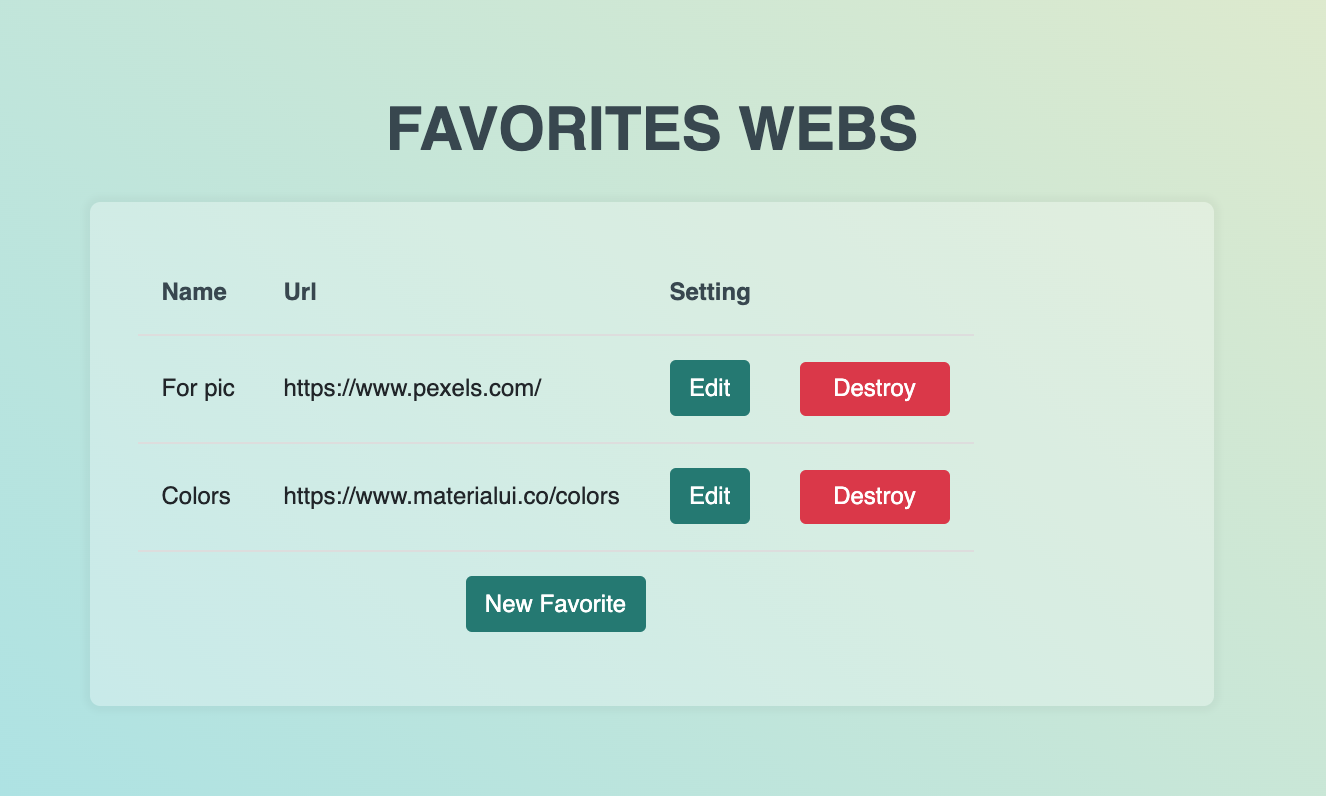 FAVORITES WEBS
Name Url Setting
For pic https://www.pexels.com/ Edit Destroy
Colors https://www.materialui.co/colors Edit Destroy
New Favorite